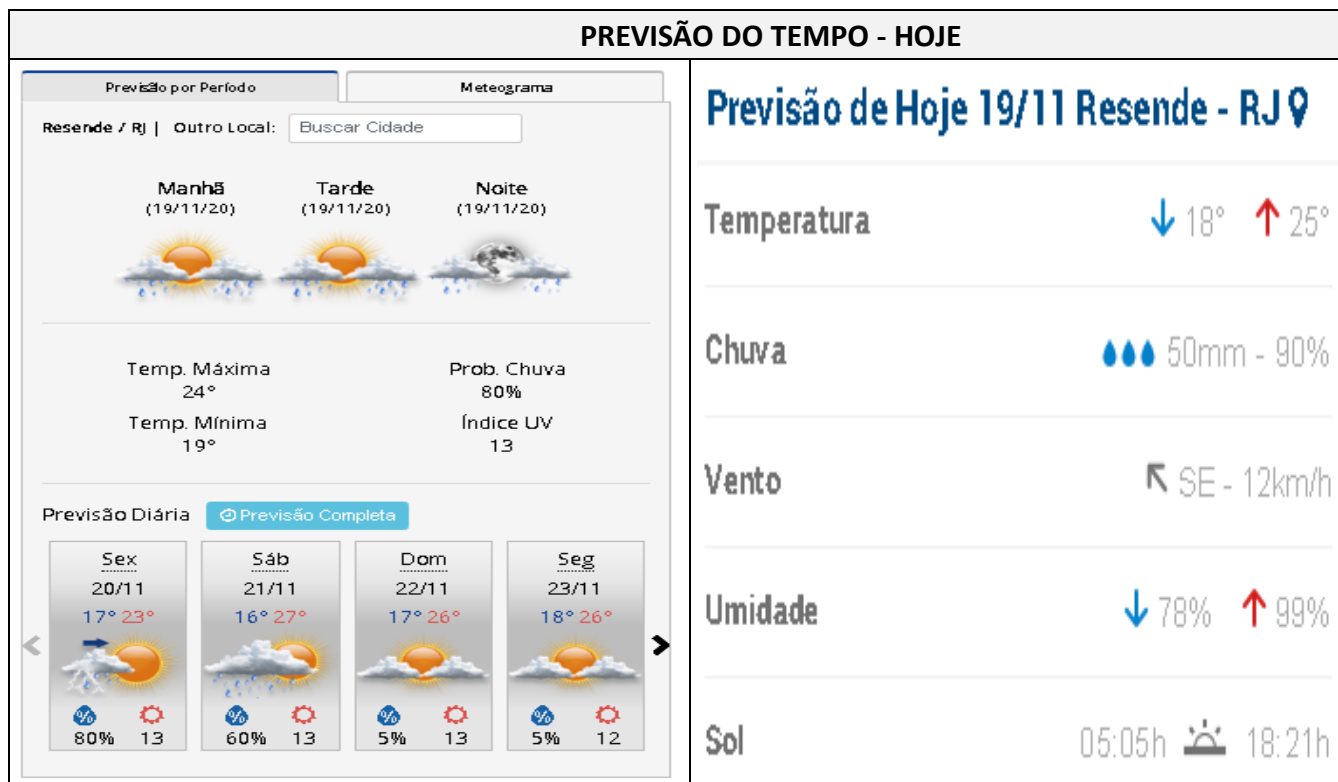 PREVISÃO DO TEMPO - HOJE
Previsão por Período
Meteograma
Resende / RJ | Outro Local: Buscar Cidade
Manhã Tarde Noite
(19/11/20) (19/11/20) (19/11/20)
Temp. Máxima Prob. Chuva
24° 80%
Temp. Mínima Índice UV
19° 13
Previsão Diária Previsão Completa
Sex Sáb Dom Seg
20/11 21/11 22/11 23/11
17° 23° 16° 27° 17° 26° 18° 26°
% % % %
80% 13 60% 13 5% 13 5% 12
Previsão de Hoje 19/11 Resende - RJ
Temperatura 18° 25°
Chuva 50mm - 90%
Vento SE - 12km/h
Umidade 78% 99%
Sol 05:05h 18:21h